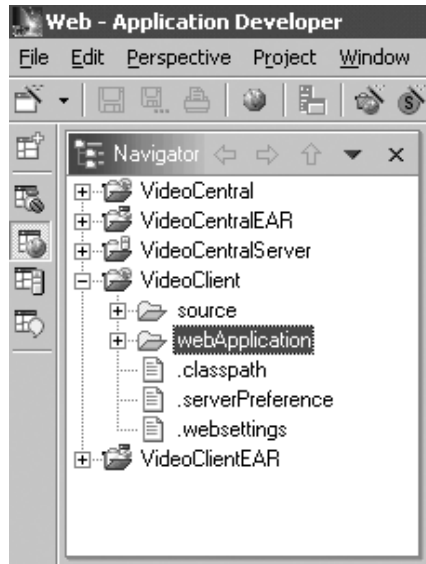 Web - Application Developer
File Edit Perspective Project Window
Navigator
VideoCentral
VideoCentralEAR
VideoCentralServer
VideoClient
source
webApplication
.classpath
.serverPreference
.websettings
VideoClientEAR